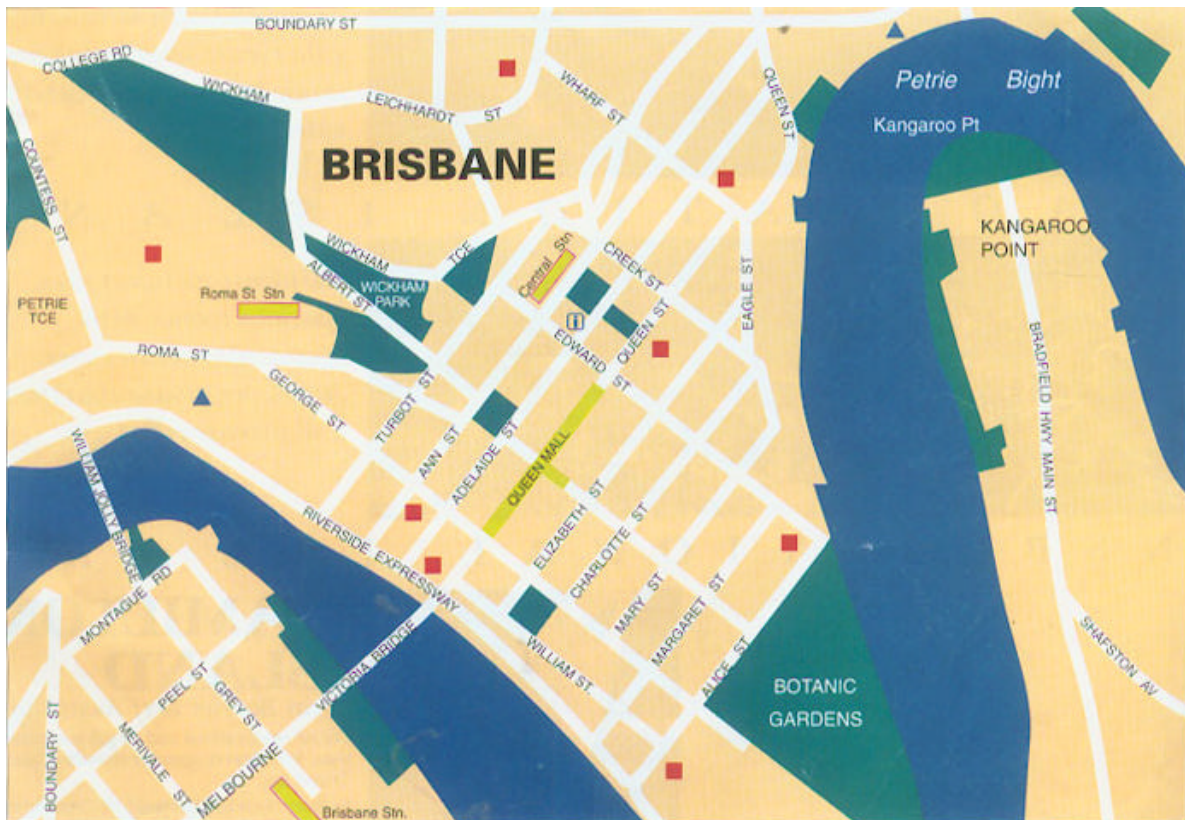 BOUNDARY ST
COLLEGE RD
WICKHAM
LEICHHARDT ST
WHARF ST
QUEEN ST
Petrie Bight
Kangaroo Pt
BRISBANE
COUNTESS ST
KANGAROO
POINT
WICKHAM TCE
Central Stn
CREEK ST
ALBERT ST
WICKHAM
PARK
Roma St Stn
PETRIE
TCE
EAGLE ST
QUEEN ST
i
EDWARD ST
ROMA ST
GEORGE ST
TURBOT ST
ANN ST
ADELAIDE ST
QUEEN MALL
BRADFIELD HWY MAIN ST
WILLIAM JOLLY BRIDGE
RIVERSIDE EXPRESSWAY
ELIZABETH ST
CHARLOTTE ST
MARY ST
MARGARET ST
ALICE ST
WILLIAM ST.
MONTAGUE RD
VICTORIA BRIDGE
PEEL ST
GREY ST
MERIVALE ST
MELBOURNE
BOUNDARY ST
BOTANIC
GARDENS
SHAFSTON AV
Brisbane Stn.